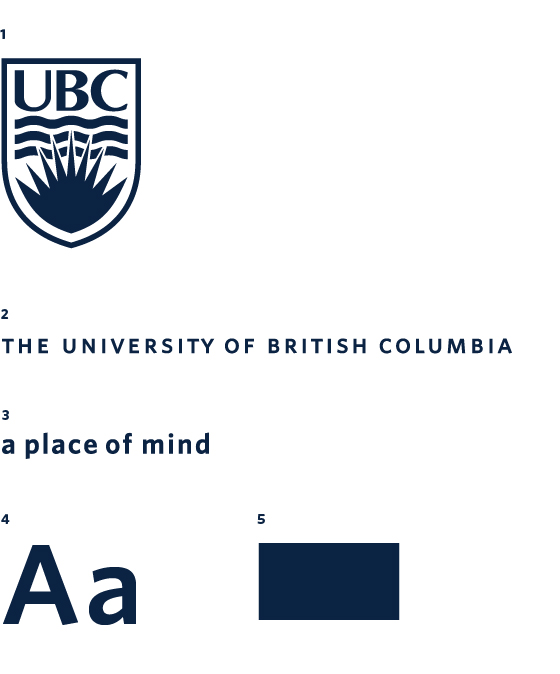 1
UBC
2
THE UNIVERSITY OF BRITISH COLUMBIA
3
a place of mind
4 5
Aa